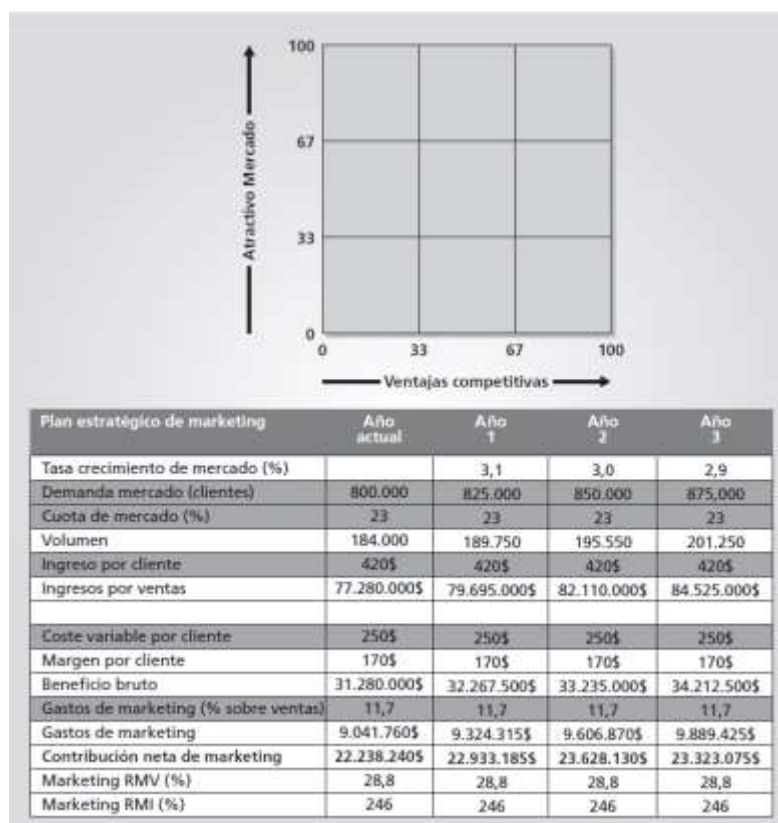 100
67
33
0
Atractivo Mercado
0 33 67 100
Ventajas competitivas
Plan estratégico de marketing Año actual Año 1 Año 2 Año 3
Tasa crecimiento de mercado (%) 3,1 3,0 2,9
Demanda mercado (clientes) 800.000 825.000 850.000 875,000
Cuota de mercado (%) 23 23 23 23
Volumen 184.000 189.750 195.550 201.250
Ingreso por cliente 420$ 420$ 420$ 420$
Ingresos por ventas 77.280.000$ 79.695.000$ 82.110.000$ 84.525.000$
Coste variable por cliente 250$ 250$ 250$ 250$
Margen por cliente 170$ 170$ 170$ 170$
Beneficio bruto 31.280.000$ 32.267.500$ 33.235.000$ 34.212.500$
Gastos de marketing (% sobre ventas) 11,7 11,7 11,7 11,7
Gastos de marketing 9.041.760$ 9.324.315$ 9.606.870$ 9.889.425$
Contribución neta de marketing 22.238.240$ 22.933.185$ 23.628.130$ 23.323.075$
Marketing RMV (%) 28,8 28,8 28,8 28,8
Marketing RMI (%) 246 246 246 246